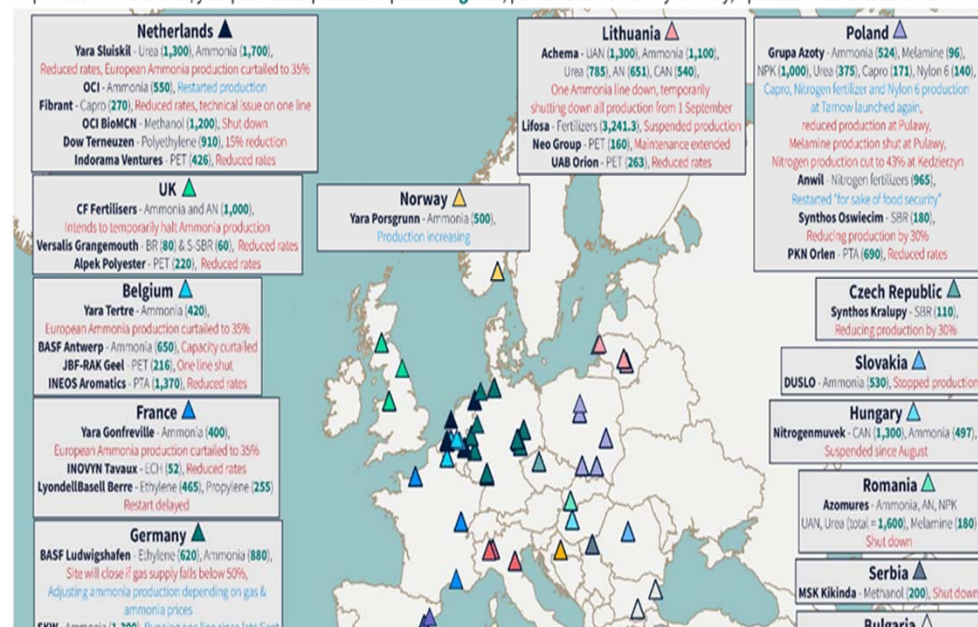 Netherlands
Yara Sluiskil - Urea (1,300), Ammonia (1,700),
Reduced rates, European Ammonia production curtailed to 35%
OCI - Ammonia (550), Restarted production
Fibrant - Capro (270), Reduced rates, technical issue on one line
OCI BioMCN - Methanol (1,200), Shut down
Dow Terneuzen - Polyethylene (910), 15% reduction
Indorama Ventures - PET (426), Reduced rates
UK
CF Fertilisers - Ammonia and AN (1,000),
Intends to temporarily halt Ammonia production
Versalis Grangemouth - BR (80) & S-SBR (60), Reduced rates
Alpek Polyester - PET (220), Reduced rates
Belgium
Yara Tertre - Ammonia (420),
European Ammonia production curtailed to 35%
BASF Antwerp - Ammonia (650), Capacity curtailed
JBF-RAK Geel - PET (216), One line shut
INEOS Aromatics - PTA (1,370), Reduced rates
France
Yara Gonfreville - Ammonia (400),
European Ammonia production curtailed to 35%
INOVYN Tavaux - ECH (52), Reduced rates
LyondellBasell Berre - Ethylene (465), Propylene (255)
Restart delayed
Germany
BASF Ludwigshafen - Ethylene (620), Ammonia (880),
Site will close if gas supply falls below 50%,
Adjusting ammonia production depending on gas &
ammonia prices
Norway
Yara Porsgrunn - Ammonia (500),
Production increasing
Lithuania
Achema - UAN (1,300), Ammonia (1,100),
Urea (785), AN (651), CAN (540),
One Ammonia line down, temporarily
shutting down all production from 1 September
Lifosa - Fertilizers (3,241.3), Suspended production
Neo Group - PET (160), Maintenance extended
UAB Orion - PET (263), Reduced rates
Poland
Grupa Azoty - Ammonia (524), Melamine (96),
NPK (1,000), Urea (375), Capro (171), Nylon 6 (140),
Capro, Nitrogen fertilizer and Nylon 6 production
at Tarnow launched again,
reduced production at Pulawy,
Melamine production shut at Pulawy,
Nitrogen production cut to 43% at Kedzierzyn
Anwil - Nitrogen fertilizers (965),
Restarted "for sake of food security"
Synthos Oswiecim - SBR (180),
Reducing production by 30%
PKN Orlen - PTA (690), Reduced rates
Czech Republic
Synthos Kralupy - SBR (110),
Reducing production by 30%
Slovakia
DUSLO - Ammonia (530), Stopped production
Hungary
Nitrogenmuvek - CAN (1,300), Ammonia (497),
Suspended since August
Romania
Azomures - Ammonia, AN, NPK
UAN, Urea (total = 1,600), Melamine (180)
Shut down
Serbia
MSK Kikinda - Methanol (200), Shut down
Bulgaria